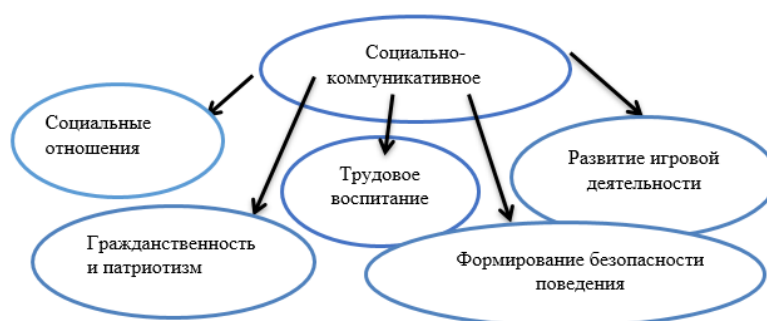 Социально-
коммуникативное
Социальные
отношения
Трудовое
воспитание
Развитие игровой
деятельности
Гражданственность
и патриотизм
Формирование безопасности
поведения